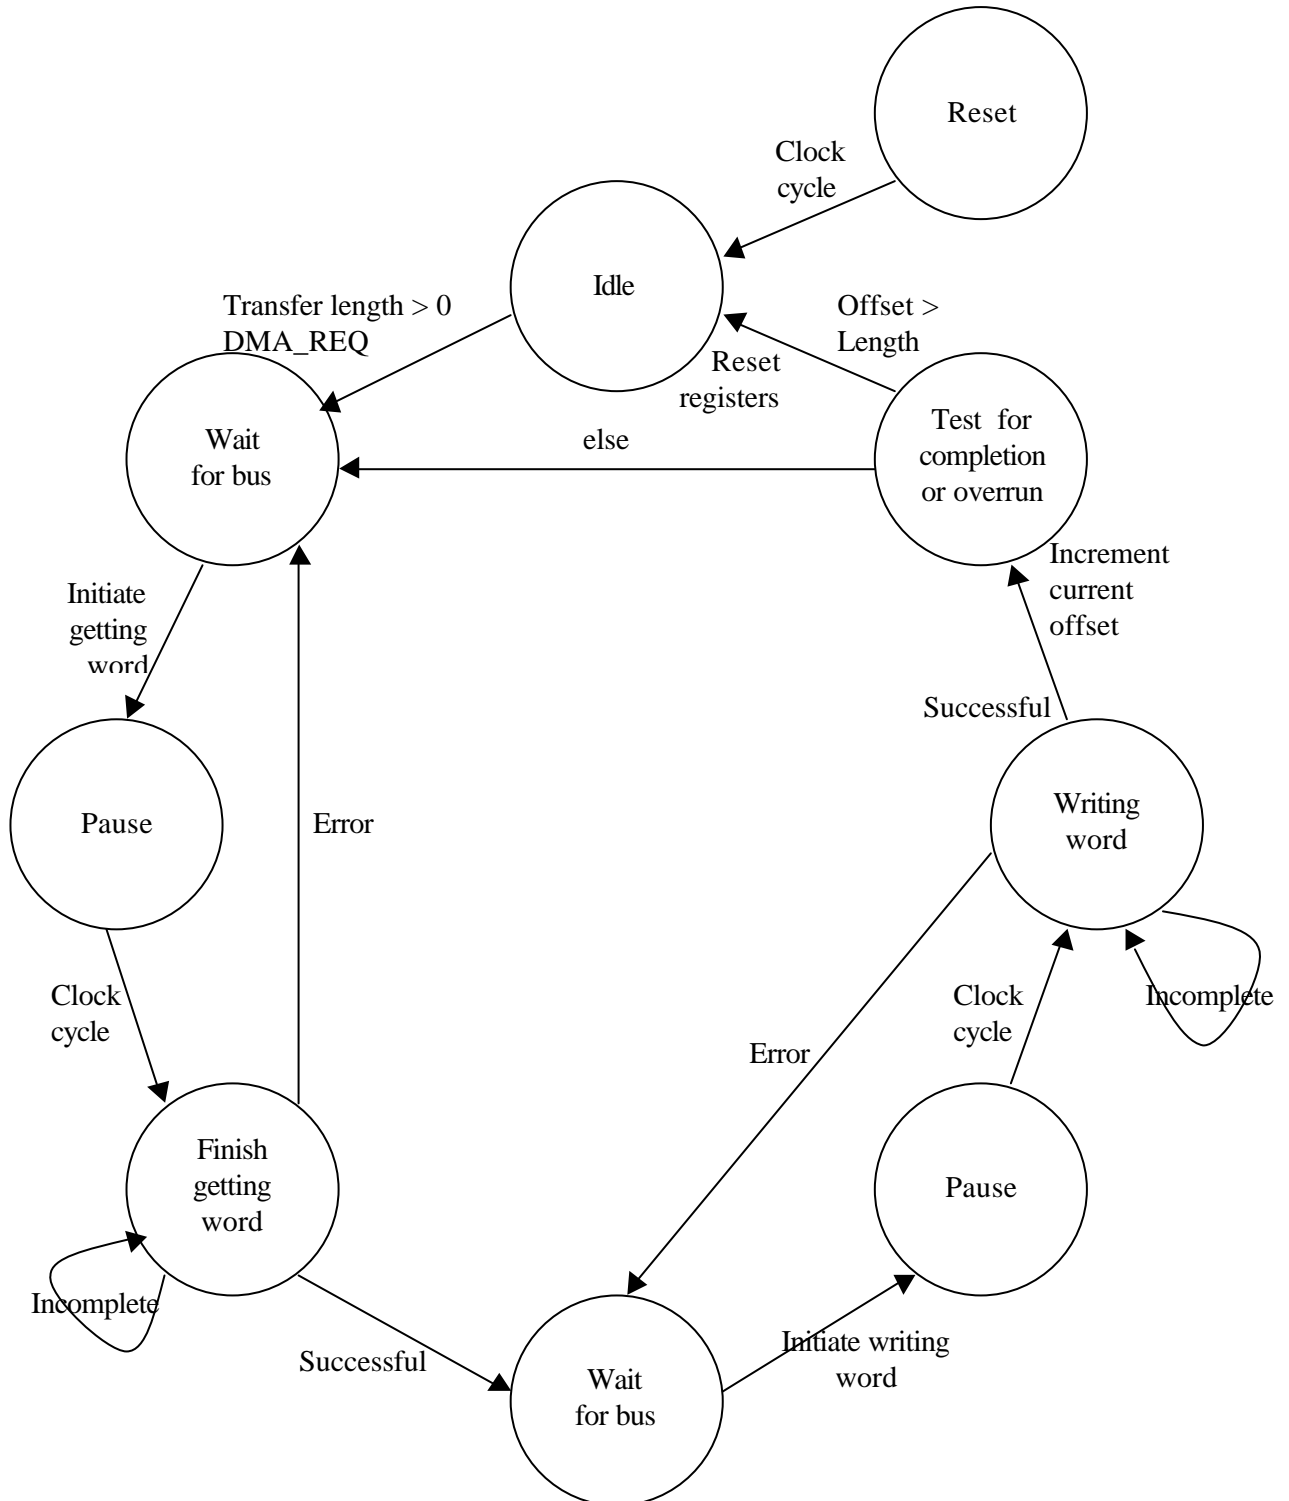 Reset
Clock
cycle
Idle
Transfer length > 0
DMA_REQ
Offset >
Length
Reset
registers
Test for
completion
or overrun
else
Wait
for bus
Increment
current
offset
Initiate
getting
word
Successful
Pause
Error
Writing
word
Clock
cycle
Clock
cycle
Incomplete
Error
Finish
getting
word
Pause
Incomplete
Successful
Initiate writing
word
Wait
for bus